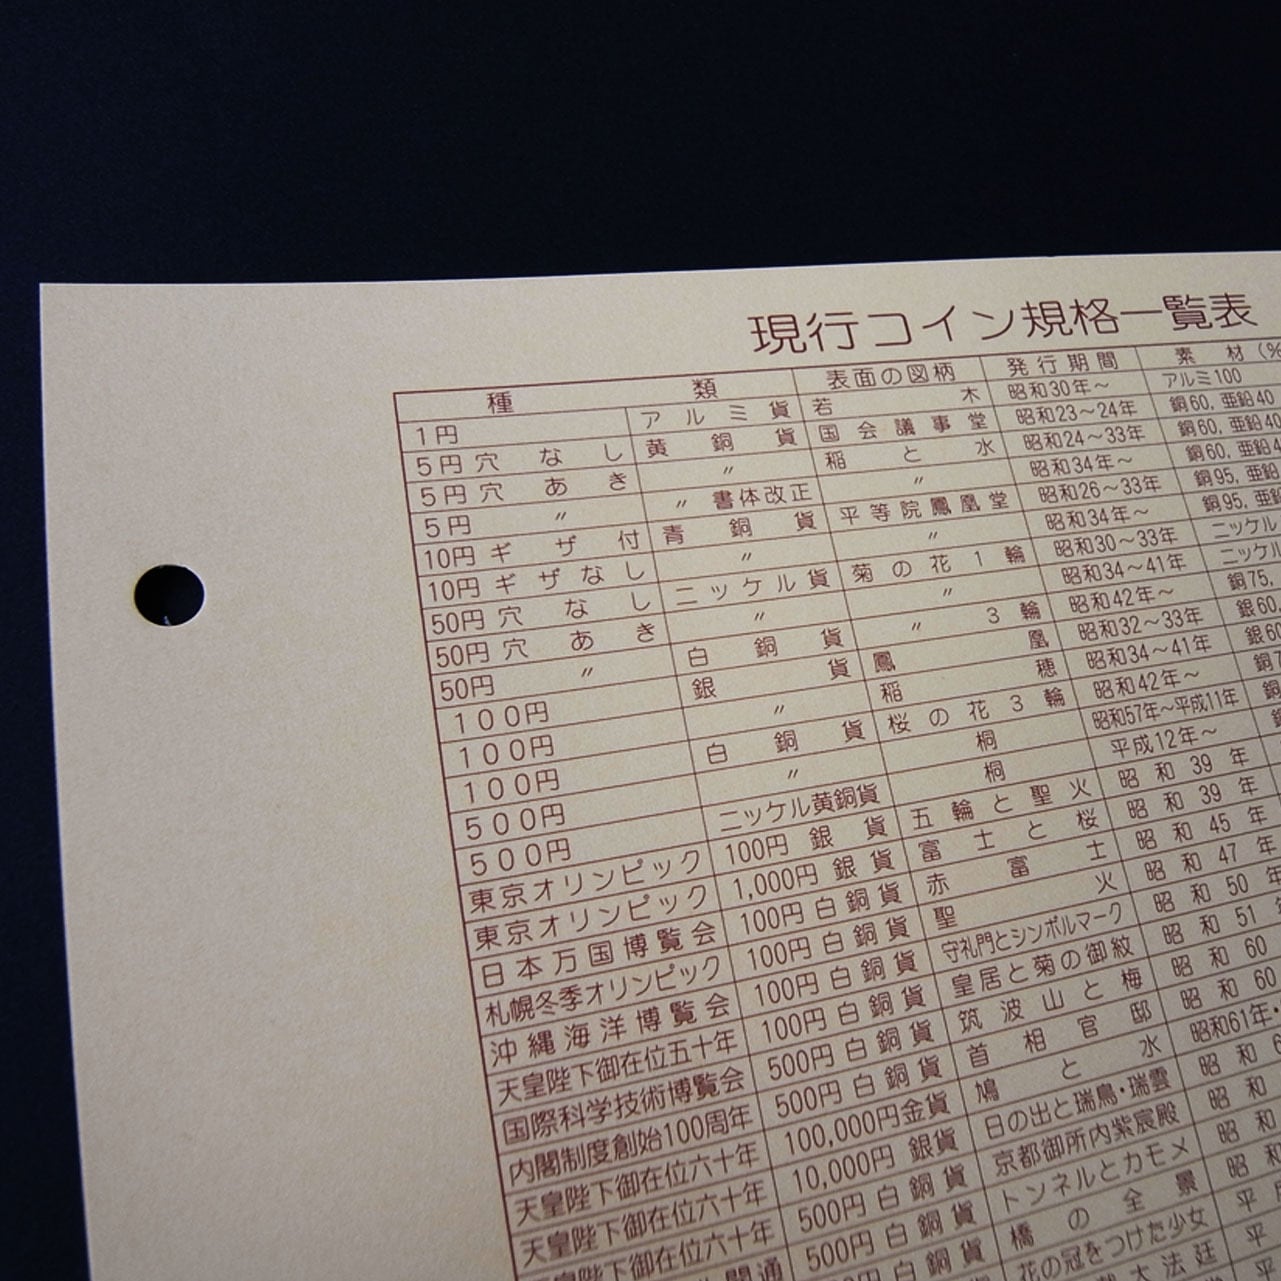 現行コイン規格一覧表
種類 表面の図柄 発行期間 素材(%
1円 アルミ貨 若木 昭和30年～ アルミ100
5円穴なし 黄銅貨 国会議事堂 昭和23～24年 銅60, 亜鉛40
5円穴あき 〃 稲と水 昭和24～33年 銅60, 亜鉛40
5円 〃 〃書体改正 〃 昭和34年～ 銅60, 亜鉛4
10円ギザ付 青銅貨 平等院鳳凰堂 昭和26～33年 銅95, 亜鉛
10円ギザなし 〃 〃 昭和34年～ 銅95, 亜鉛
50円穴なし ニッケル貨 菊の花1輪 昭和30～33年 ニッケル
50円穴あき 〃 〃 昭和34～41年 ニッケル
50円 〃 白銅貨 〃 3輪 昭和42年～ 銅75,
100円 銀貨 鳳凰 昭和32～33年 銀60
100円 〃 稲穂 昭和34～41年 銀60
100円 白銅貨 桜の花3輪 昭和42年～ 銅7
500円 〃 桐 昭和57年～平成11年 銅
500円 ニッケル黄銅貨 桐 平成12年～
東京オリンピック 100円銀貨 五輪と聖火 昭和39年
東京オリンピック 1,000円銀貨 富士と桜 昭和39年
日本万国博覧会 100円白銅貨 赤富士 昭和45年
札幌冬季オリンピック 100円白銅貨 聖火 昭和47年
沖縄海洋博覧会 100円白銅貨 守礼門とシンボルマーク 昭和50年
天皇陛下御在位五十年 100円白銅貨 皇居と菊の御紋 昭和51
国際科学技術博覧会 500円白銅貨 筑波山と梅 昭和60
内閣制度創始100周年 500円白銅貨 首相官邸 昭和60
天皇陛下御在位六十年 100,000円金貨 鳩と水 昭和61年・
天皇陛下御在位六十年 10,000円銀貨 日の出と瑞鳥・瑞雲 昭和6
天皇陛下御在位六十年 500円白銅貨 京都御所内紫宸殿 昭和
開通 500円白銅貨 トンネルとカモメ 昭和
円白銅貨 橋の全景 昭和
花の冠をつけた少女 平
大法廷 平